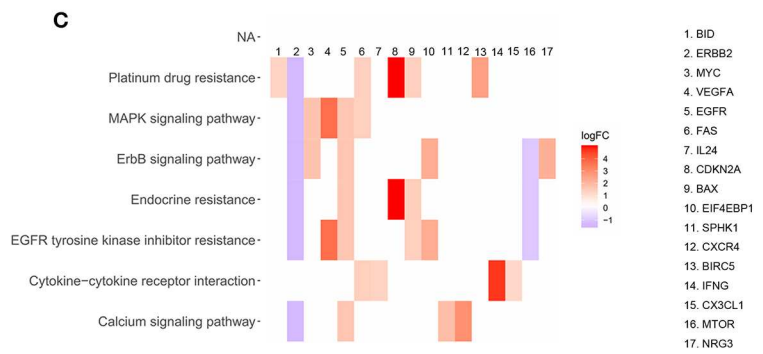 C
NA
1 2 3 4 5 6 7 8 9 10 11 12 13 14 15 16 17
Platinum drug resistance
MAPK signaling pathway
ErbB signaling pathway
Endocrine resistance
EGFR tyrosine kinase inhibitor resistance
Cytokine−cytokine receptor interaction
Calcium signaling pathway
logFC
4
3
2
1
0
−1
1. BID
2. ERBB2
3. MYC
4. VEGFA
5. EGFR
6. FAS
7. IL24
8. CDKN2A
9. BAX
10. EIF4EBP1
11. SPHK1
12. CXCR4
13. BIRC5
14. IFNG
15. CX3CL1
16. MTOR
17. NRG3